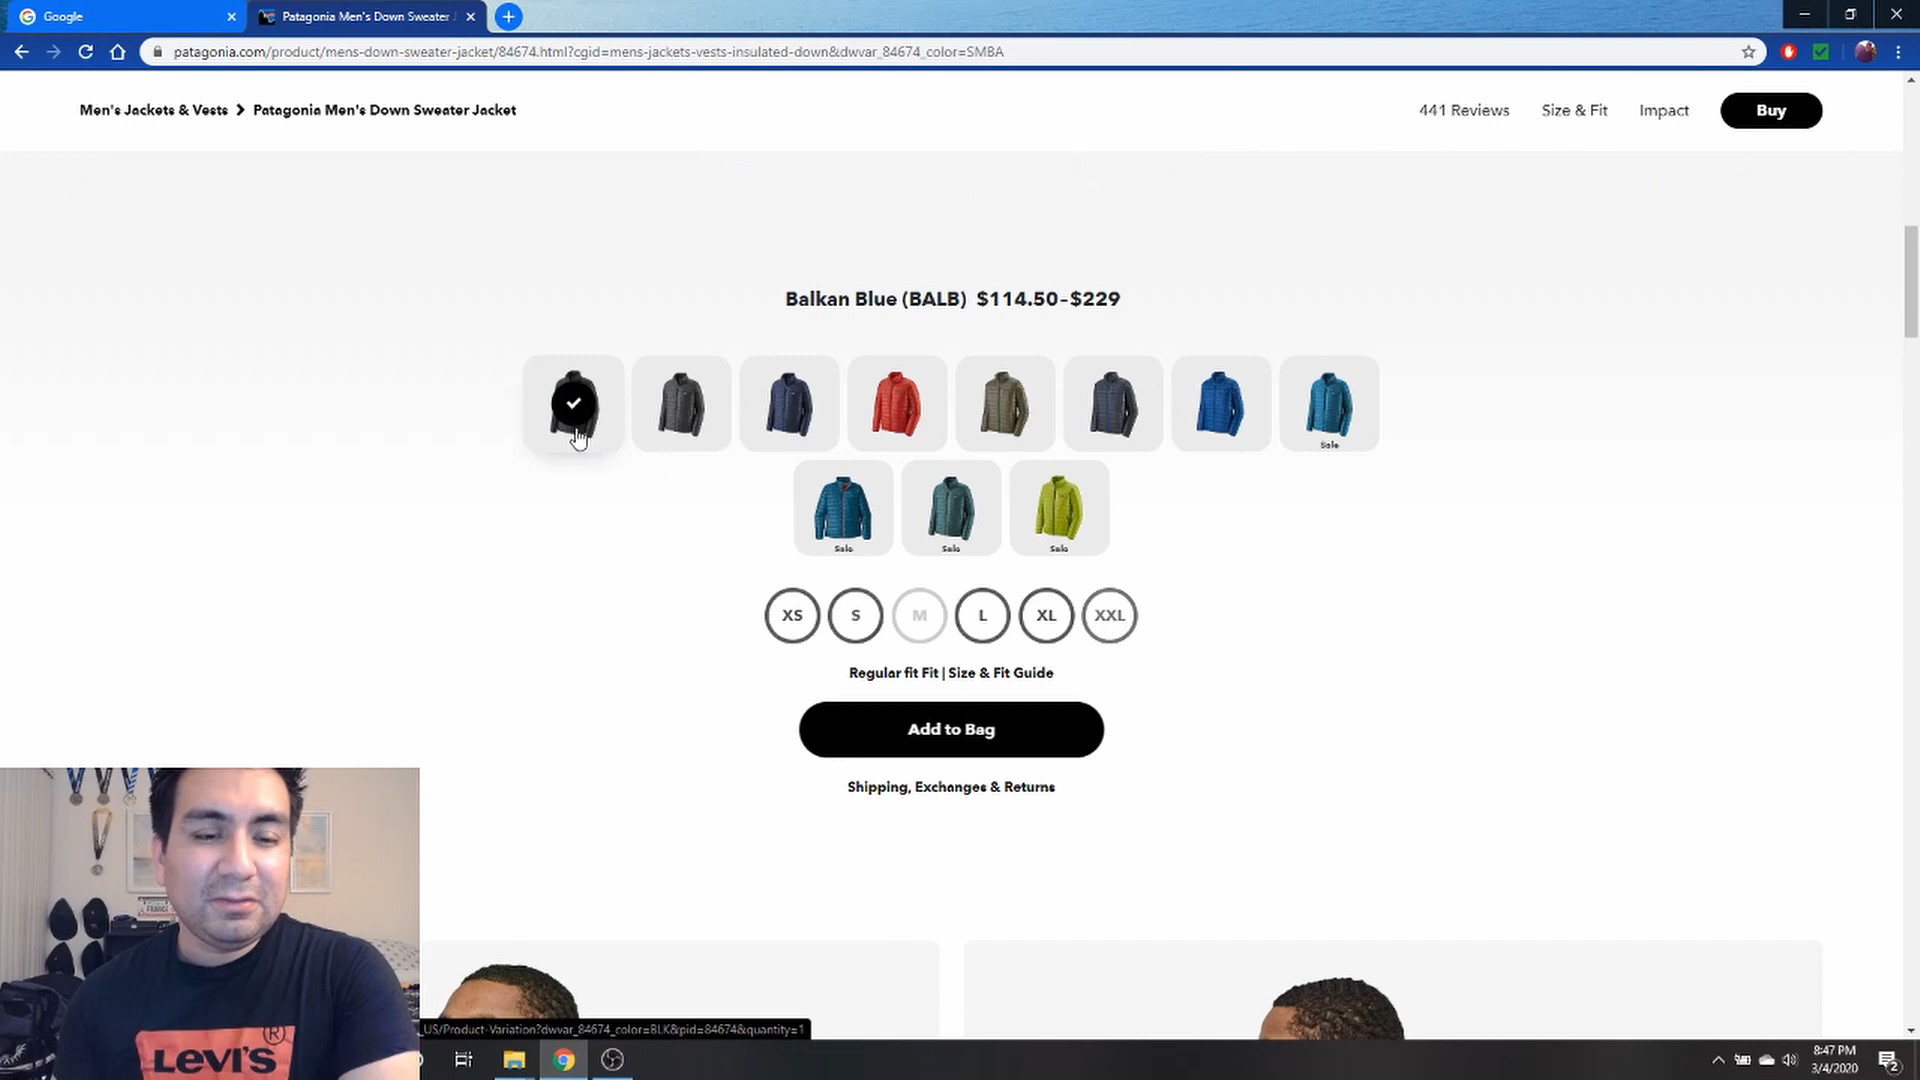 Google
Patagonia Men's Down Sweater J
patagonia.com/product/mens-down-sweater-jacket/84674.html?cgid=mens-jackets-vests-insulated-down&dwvar_84674_color=SMBA
Men's Jackets & Vests > Patagonia Men's Down Sweater Jacket
441 Reviews
Size & Fit
Impact
Buy
Balkan Blue (BALB) $114.50-$229
Sale
Sale
Sale
Sale
XS
S
M
L
XL
XXL
Regular fit Fit | Size & Fit Guide
Add to Bag
Shipping, Exchanges & Returns
LEVI'S
®
_US/Product-Variation?dwvar_84674_color=BLK&pid=84674&quantity=1
8:47 PM
3/4/2020
2